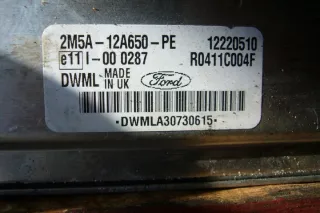 2M5A-12A650-PE 12220510
e11 I-00 0287 R0411C004F
DWML MADE IN UK Ford
*DWMLA30730615*